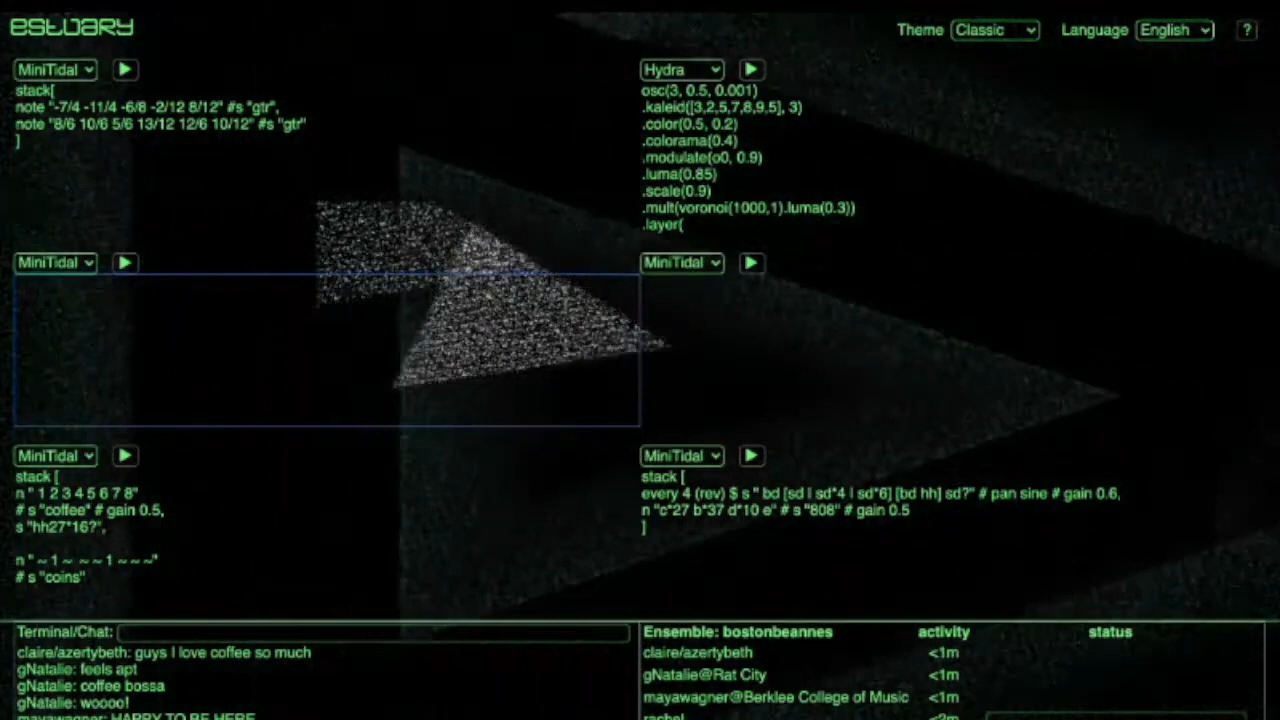 estuary
Theme Classic Language English ?
MiniTidal
stack[
note "-7/4 -11/4 -6/8 -2/12 8/12" #s "gtr",
note "8/6 10/6 5/6 13/12 12/6 10/12" #s "gtr"
]
Hydra
osc(3, 0.5, 0.001)
.kaleid([3,2,5,7,8,9,5], 3)
.color(0.5, 0.2)
.colorama(0.4)
.modulate(o0, 0.9)
.luma(0.85)
.scale(0.9)
.mult(voronoi(1000,1).luma(0.3))
.layer(
MiniTidal
MiniTidal
MiniTidal
stack [
n " 1 2 3 4 5 6 7 8"
# s "coffee" # gain 0.5,
s "hh27*16?",
n " ~ 1 ~ ~ ~ 1 ~ ~ ~"
# s "coins"
MiniTidal
stack [
every 4 (rev) $ s " bd [sd | sd*4 | sd*6] [bd hh] sd?" # pan sine # gain 0.6,
n "c*27 b*37 d*10 e" # s "808" # gain 0.5
]
Terminal/Chat:
claire/azertybeth: guys I love coffee so much
gNatalie: feels apt
gNatalie: coffee bossa
gNatalie: woooo!
mayawagner: HAPPY TO BE HERE
Ensemble: bostonbeannes activity status
claire/azertybeth <1m
gNatalie@Rat City <1m
mayawagner@Berklee College of Music <1m
rachel <2m